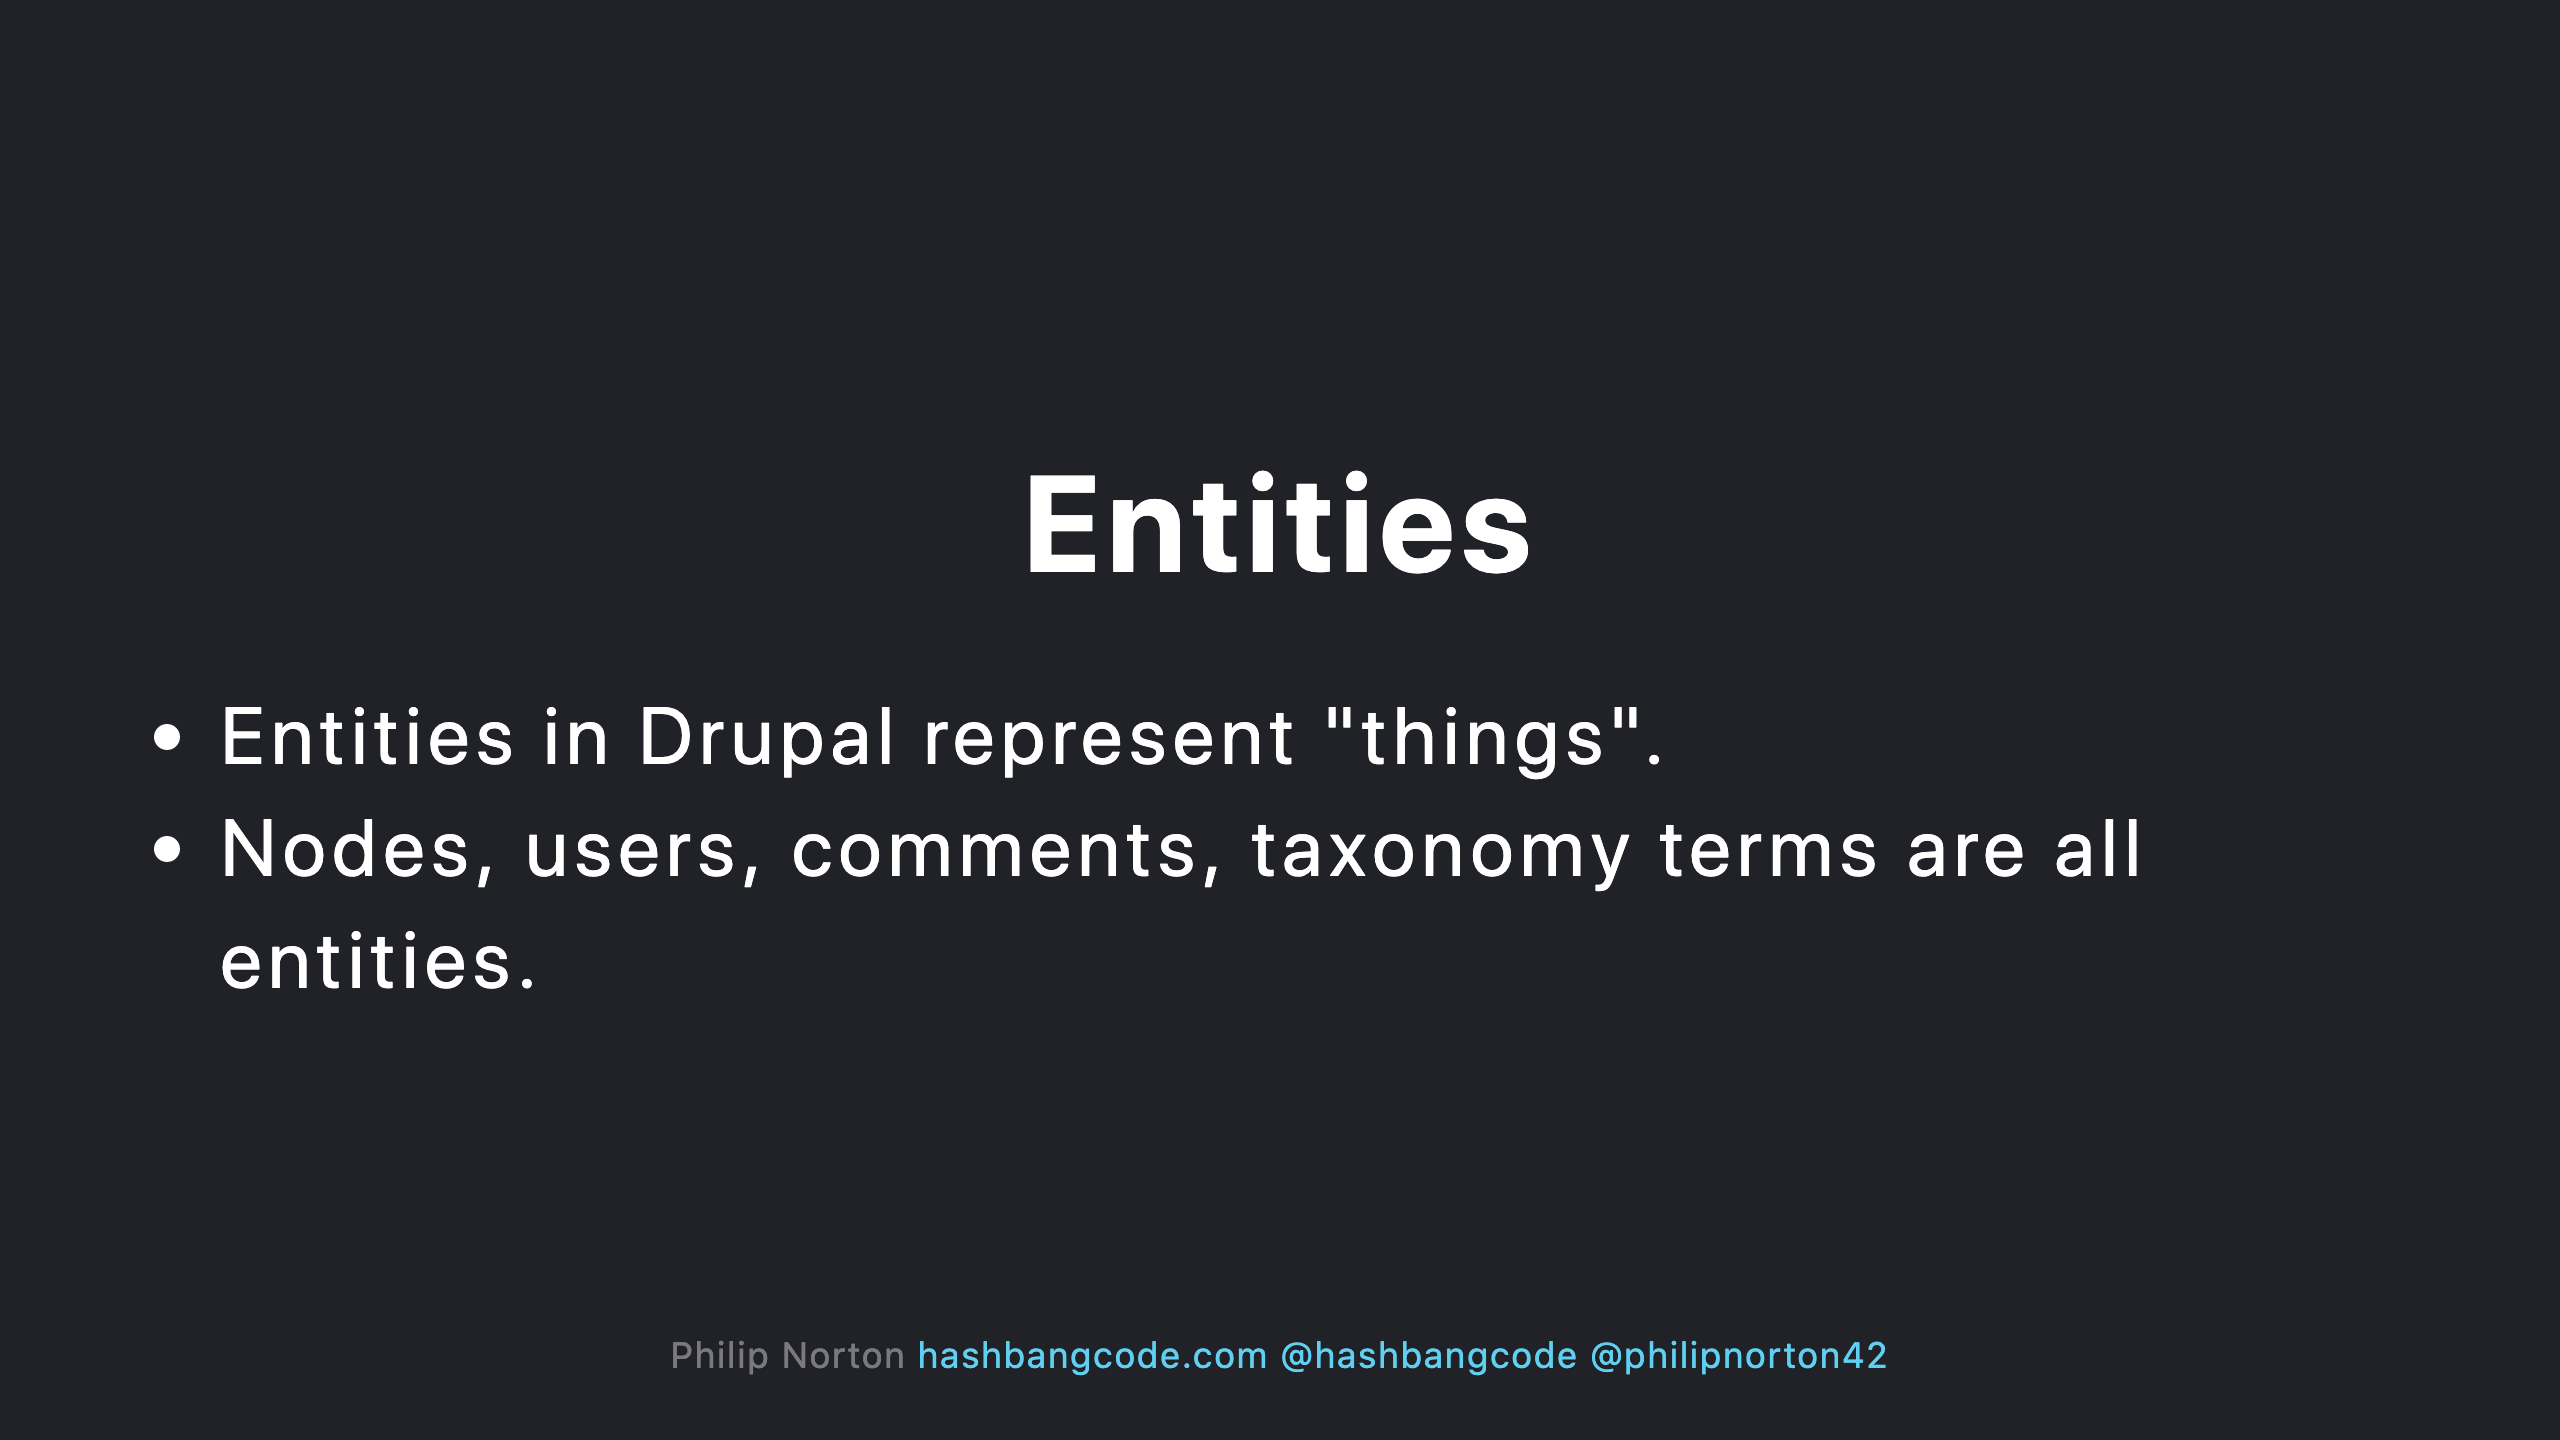 Entities
• Entities in Drupal represent "things".
• Nodes, users, comments, taxonomy terms are all
entities.
Philip Norton hashbangcode.com @hashbangcode @philipnorton42